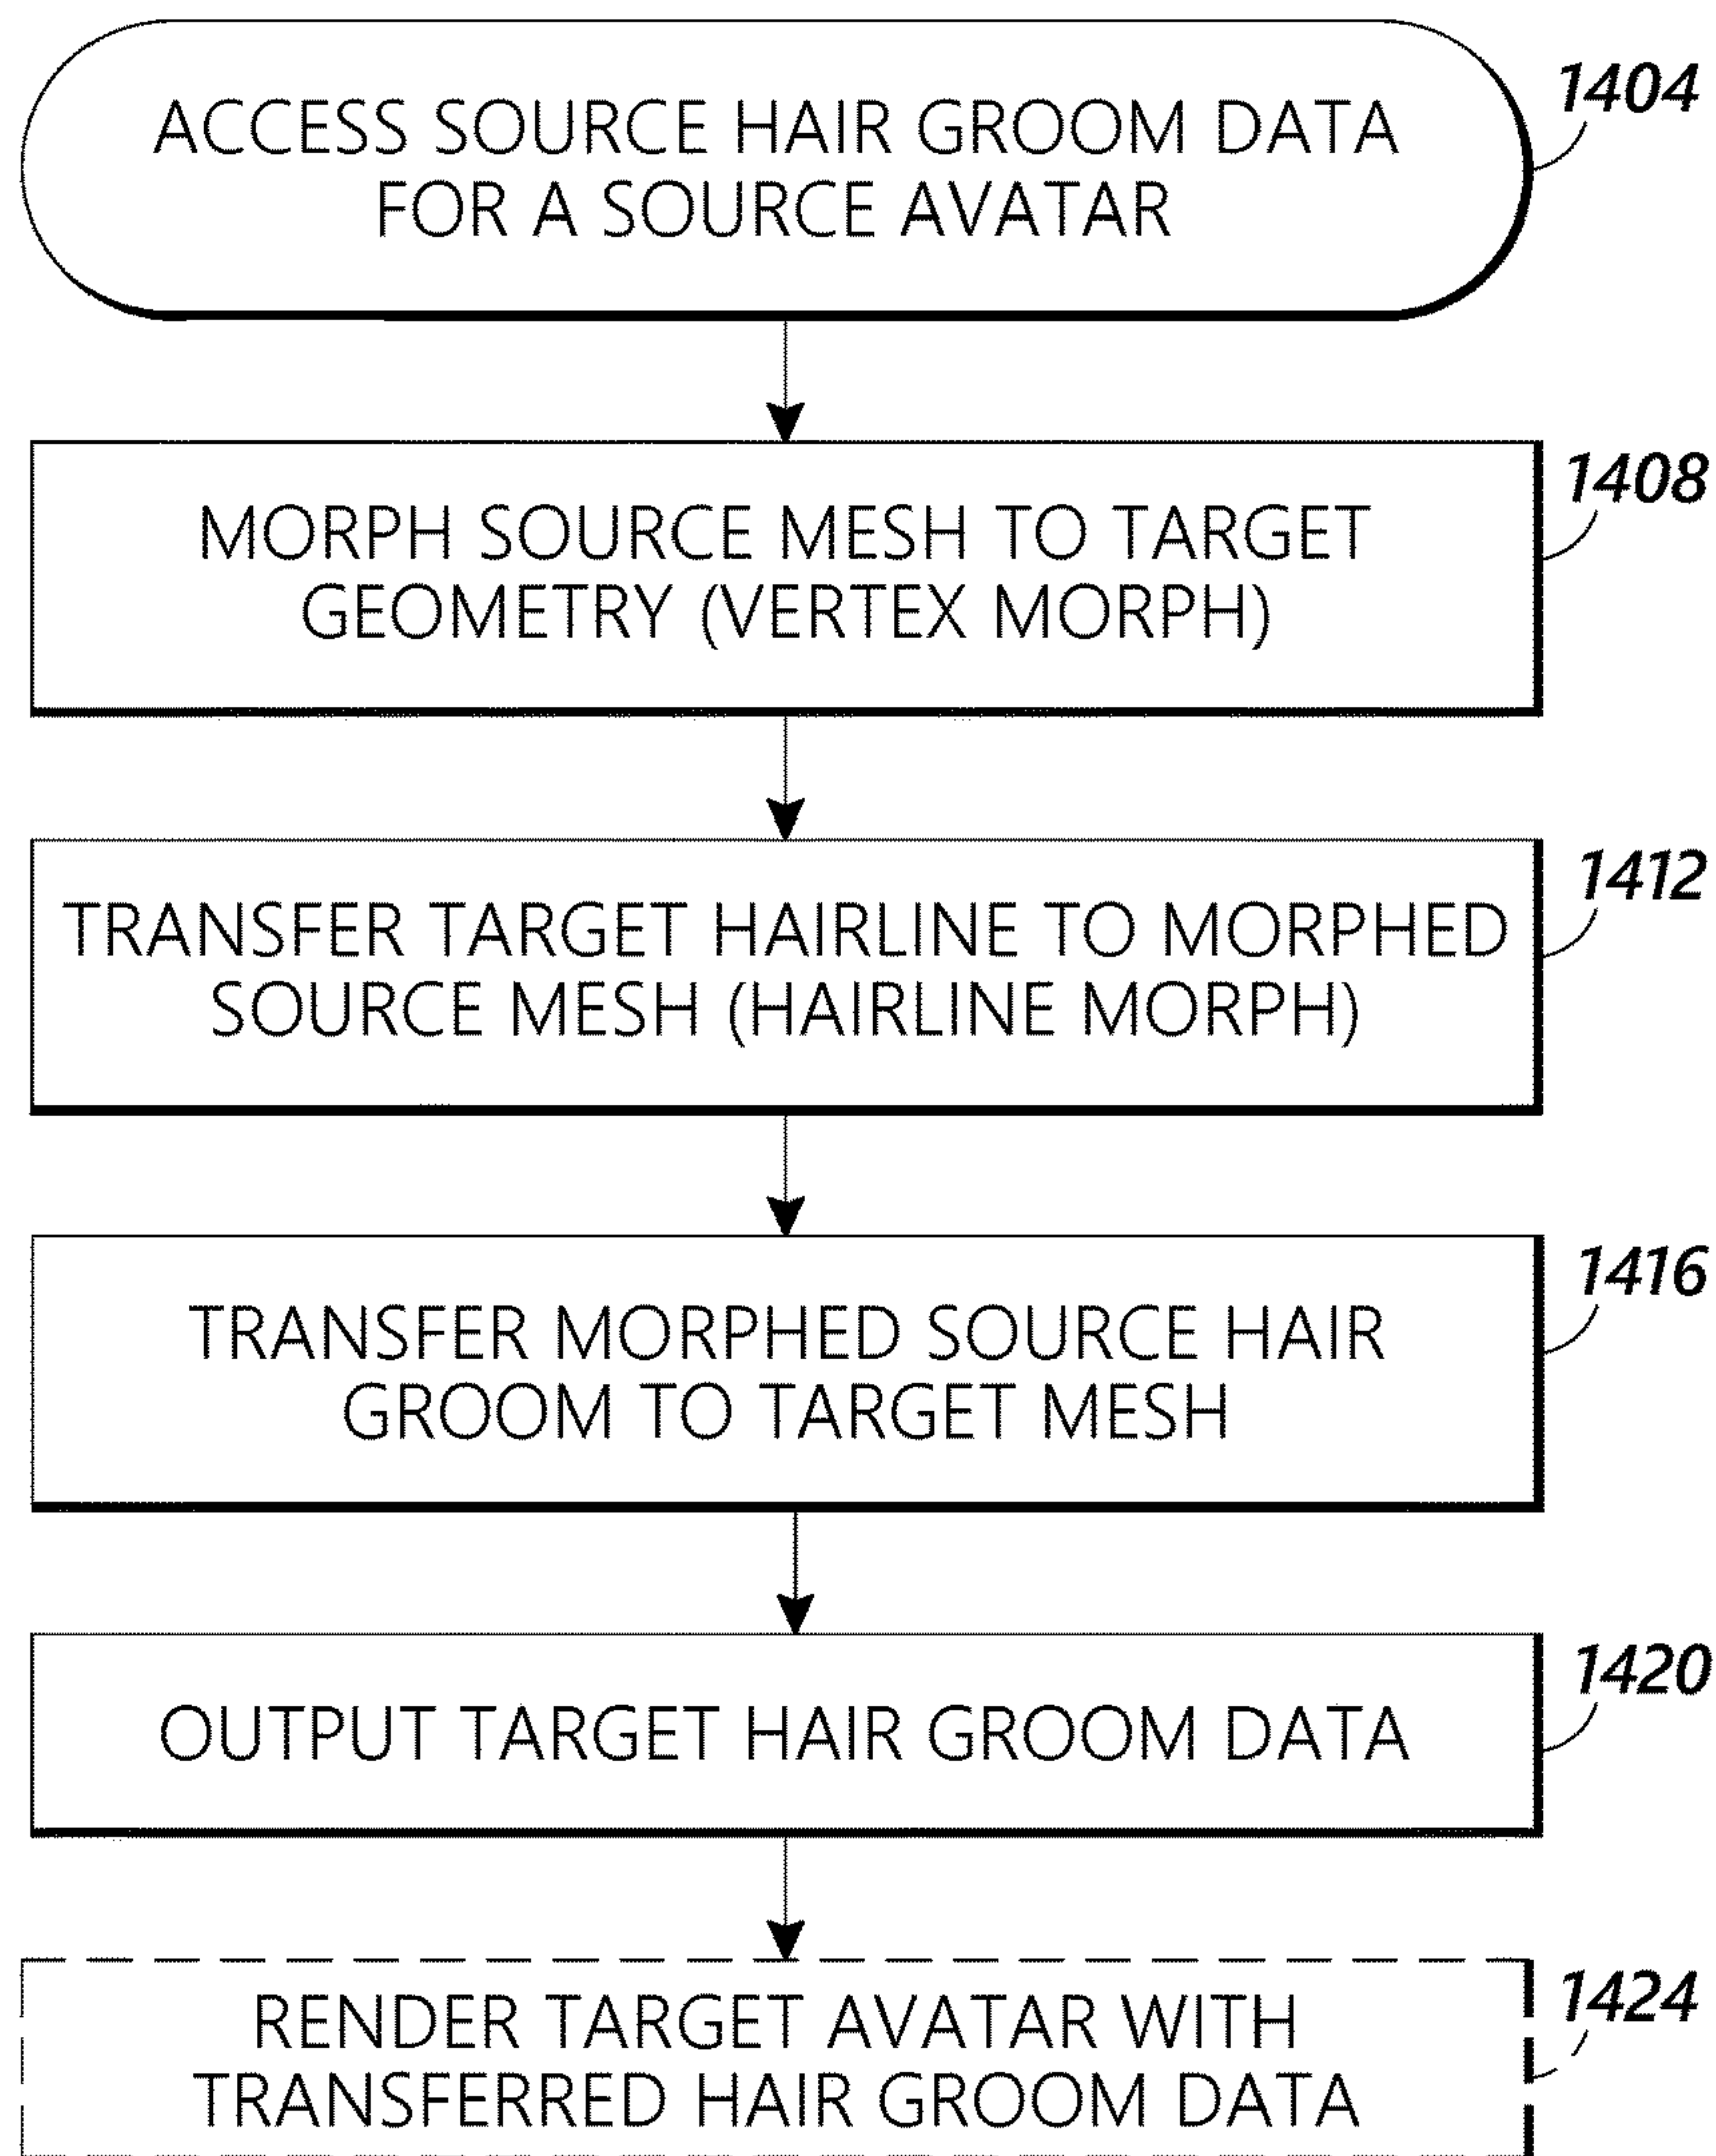 ACCESS SOURCE HAIR GROOM DATA
FOR A SOURCE AVATAR
1404
MORPH SOURCE MESH TO TARGET
GEOMETRY (VERTEX MORPH)
1408
TRANSFER TARGET HAIRLINE TO MORPHED
SOURCE MESH (HAIRLINE MORPH)
1412
TRANSFER MORPHED SOURCE HAIR
GROOM TO TARGET MESH
1416
OUTPUT TARGET HAIR GROOM DATA
1420
RENDER TARGET AVATAR WITH
TRANSFERRED HAIR GROOM DATA
1424